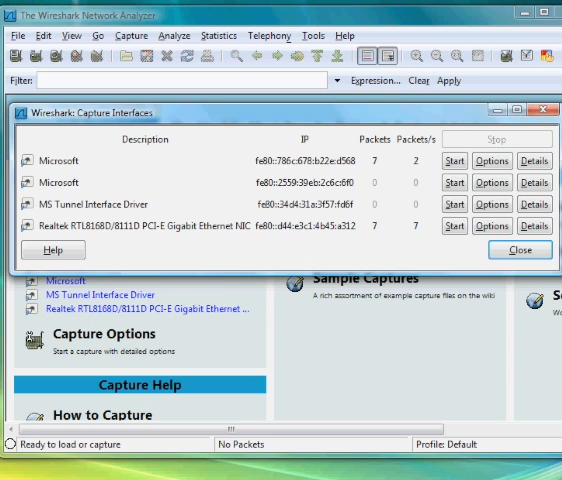 The Wireshark Network Analyzer
File Edit View Go Capture Analyze Statistics Telephony Tools Help
Filter: Expression... Clear Apply
Wireshark: Capture Interfaces
Description IP Packets Packets/s Stop
Microsoft fe80::786c:678:b22e:d568 7 2 Start Options Details
Microsoft fe80::2559:39eb:2c6c:6f0 0 0 Start Options Details
MS Tunnel Interface Driver fe80::34d4:31a:3f57:fd6f 0 0 Start Options Details
Realtek RTL8168D/8111D PCI-E Gigabit Ethernet NIC fe80::d44e:e3c1:4b45:a312 7 7 Start Options Details
Help Close
Microsoft
MS Tunnel Interface Driver
Realtek RTL8168D/8111D PCI-E Gigabit Ethernet ...
Sample Captures
A rich assortment of example capture files on the wiki
Capture Options
Start a capture with detailed options
Capture Help
How to Capture
Ready to load or capture No Packets Profile: Default